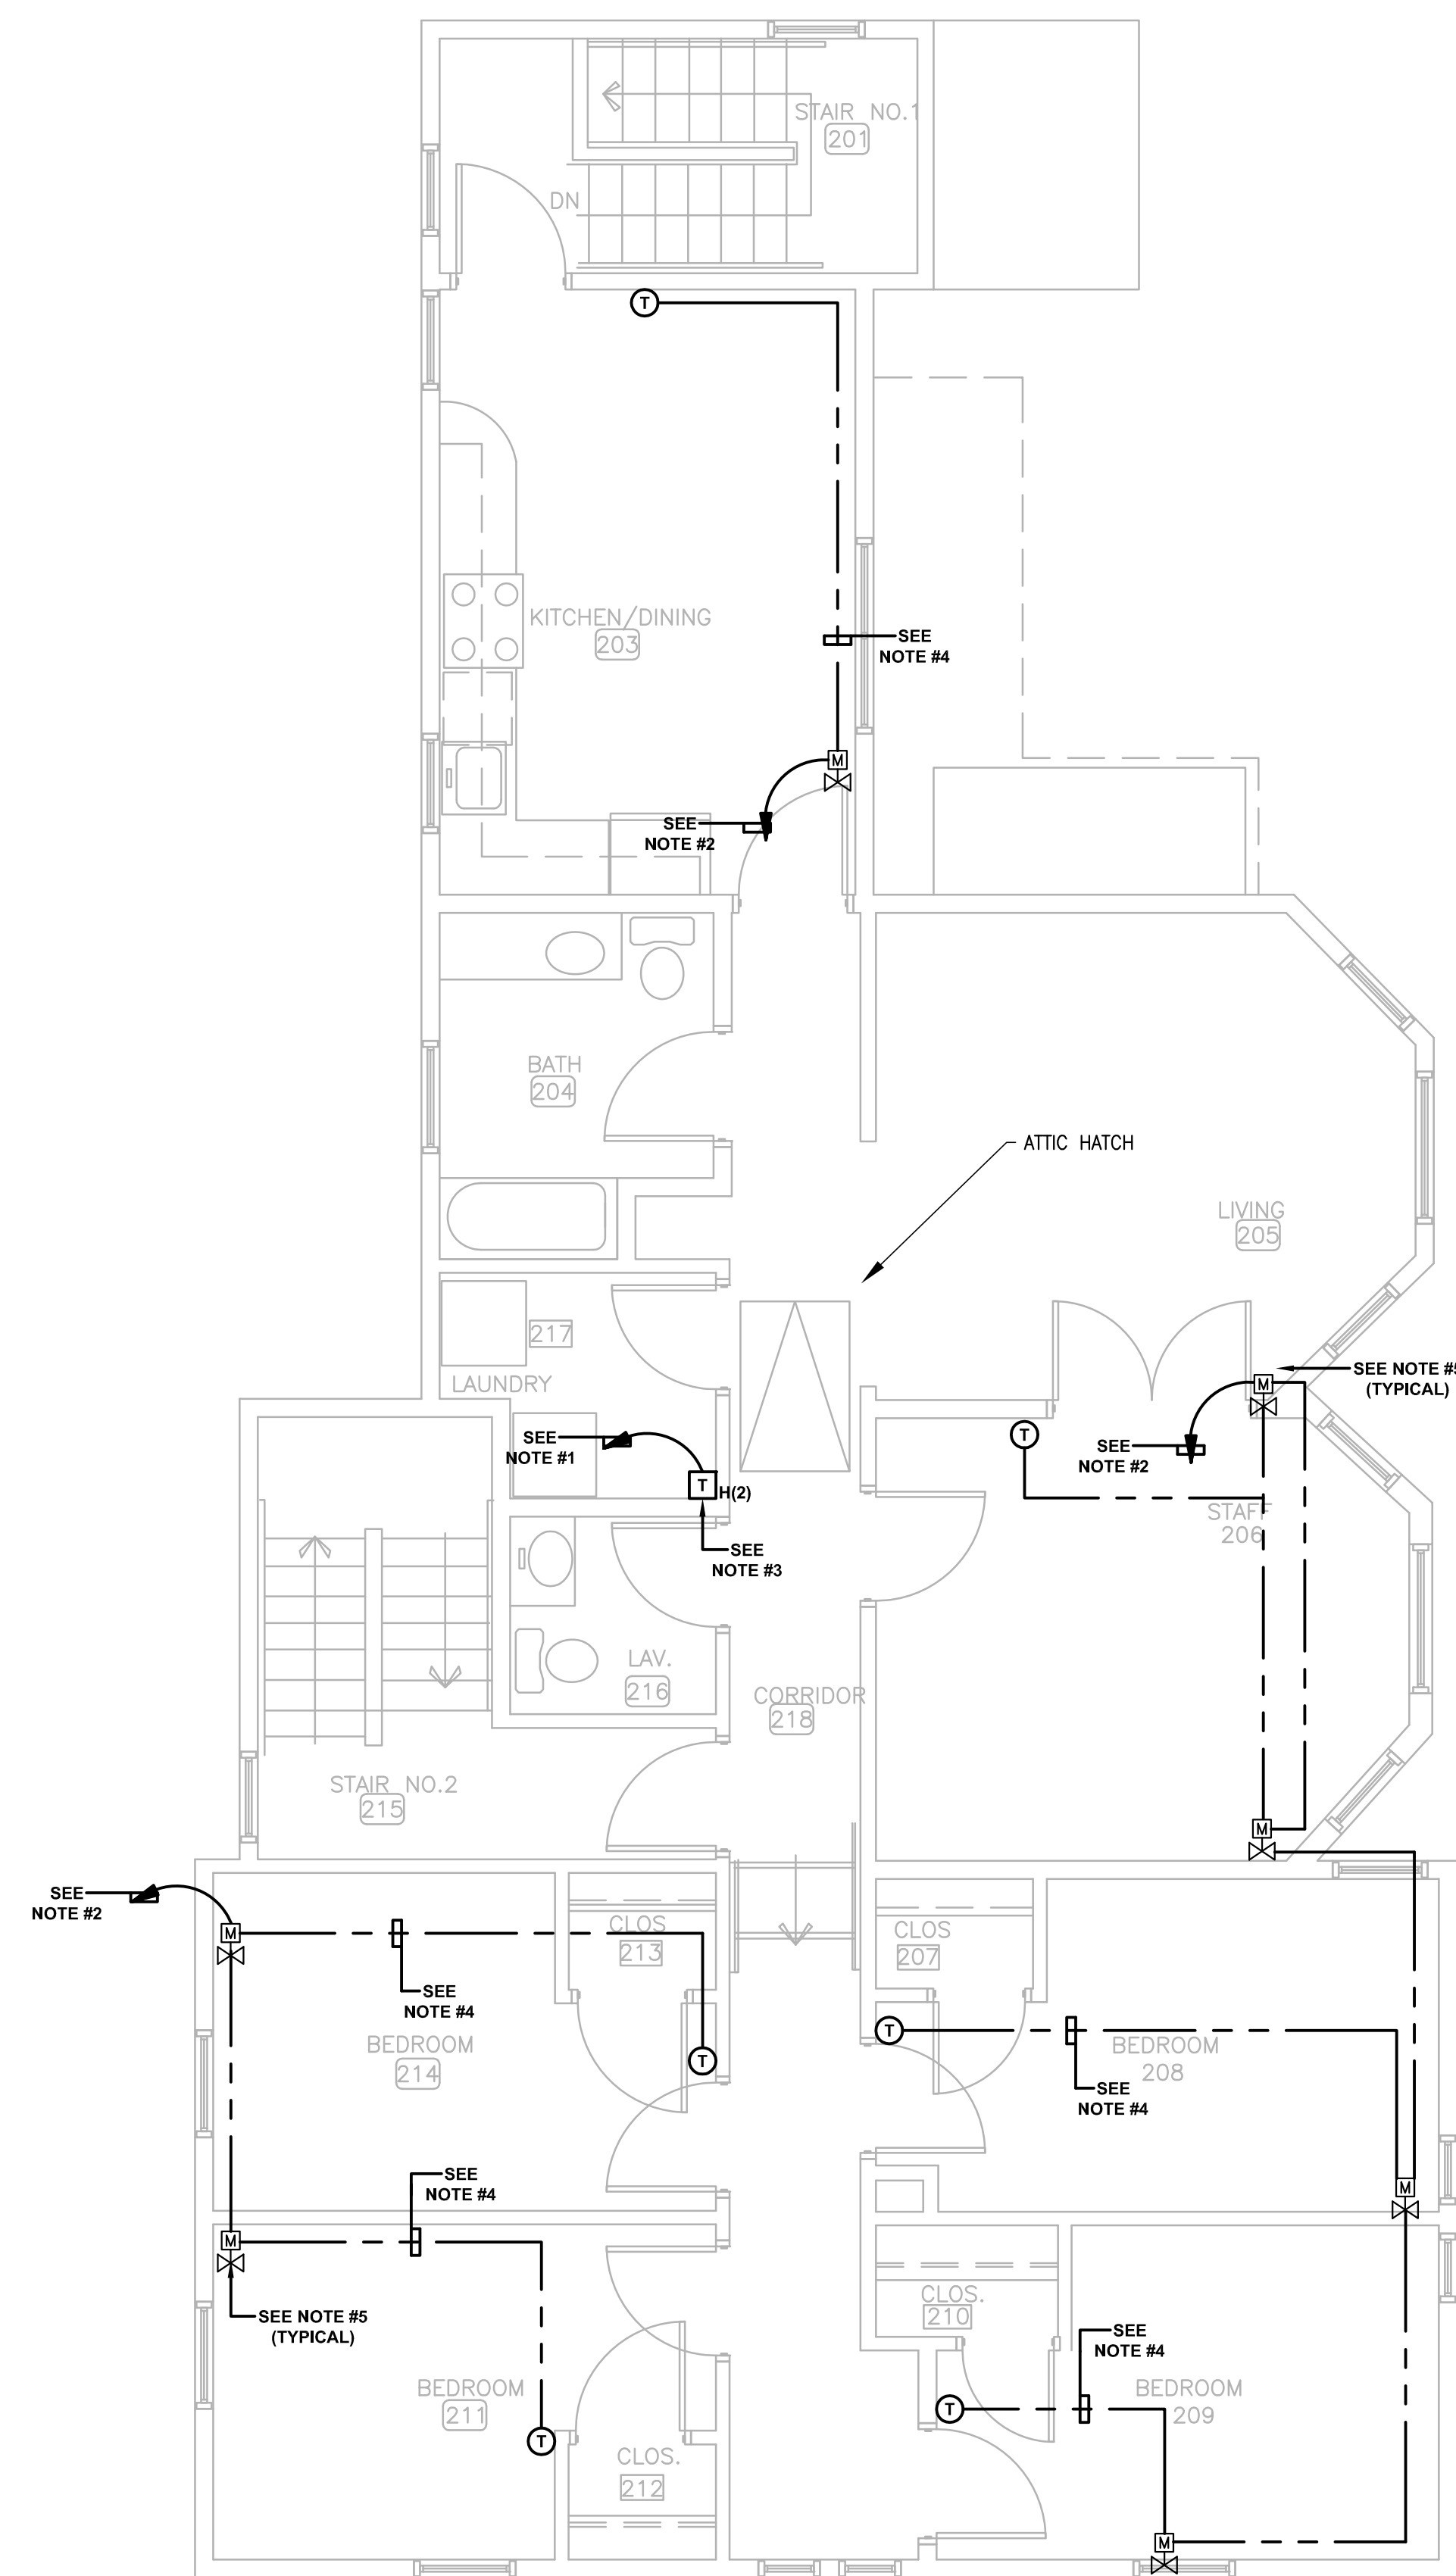 STAIR NO.1
201
DN
T
KITCHEN/DINING
203
SEE
NOTE #4
M
SEE
NOTE #2
BATH
204
ATTIC HATCH
LIVING
205
217
LAUNDRY
SEE NOTE #5
(TYPICAL)
M
T
SEE
NOTE #1
SEE
NOTE #2
T
H(2)
STAFF
206
SEE
NOTE #3
LAV.
216
CORRIDOR
218
STAIR NO.2
215
M
SEE
NOTE #2
M
CLOS
213
CLOS
207
SEE
NOTE #4
T
BEDROOM
214
T
BEDROOM
208
SEE
NOTE #4
SEE
NOTE #4
M
M
CLOS.
210
SEE NOTE #5
(TYPICAL)
SEE
NOTE #4
BEDROOM
211
BEDROOM
209
T
T
CLOS.
212
M